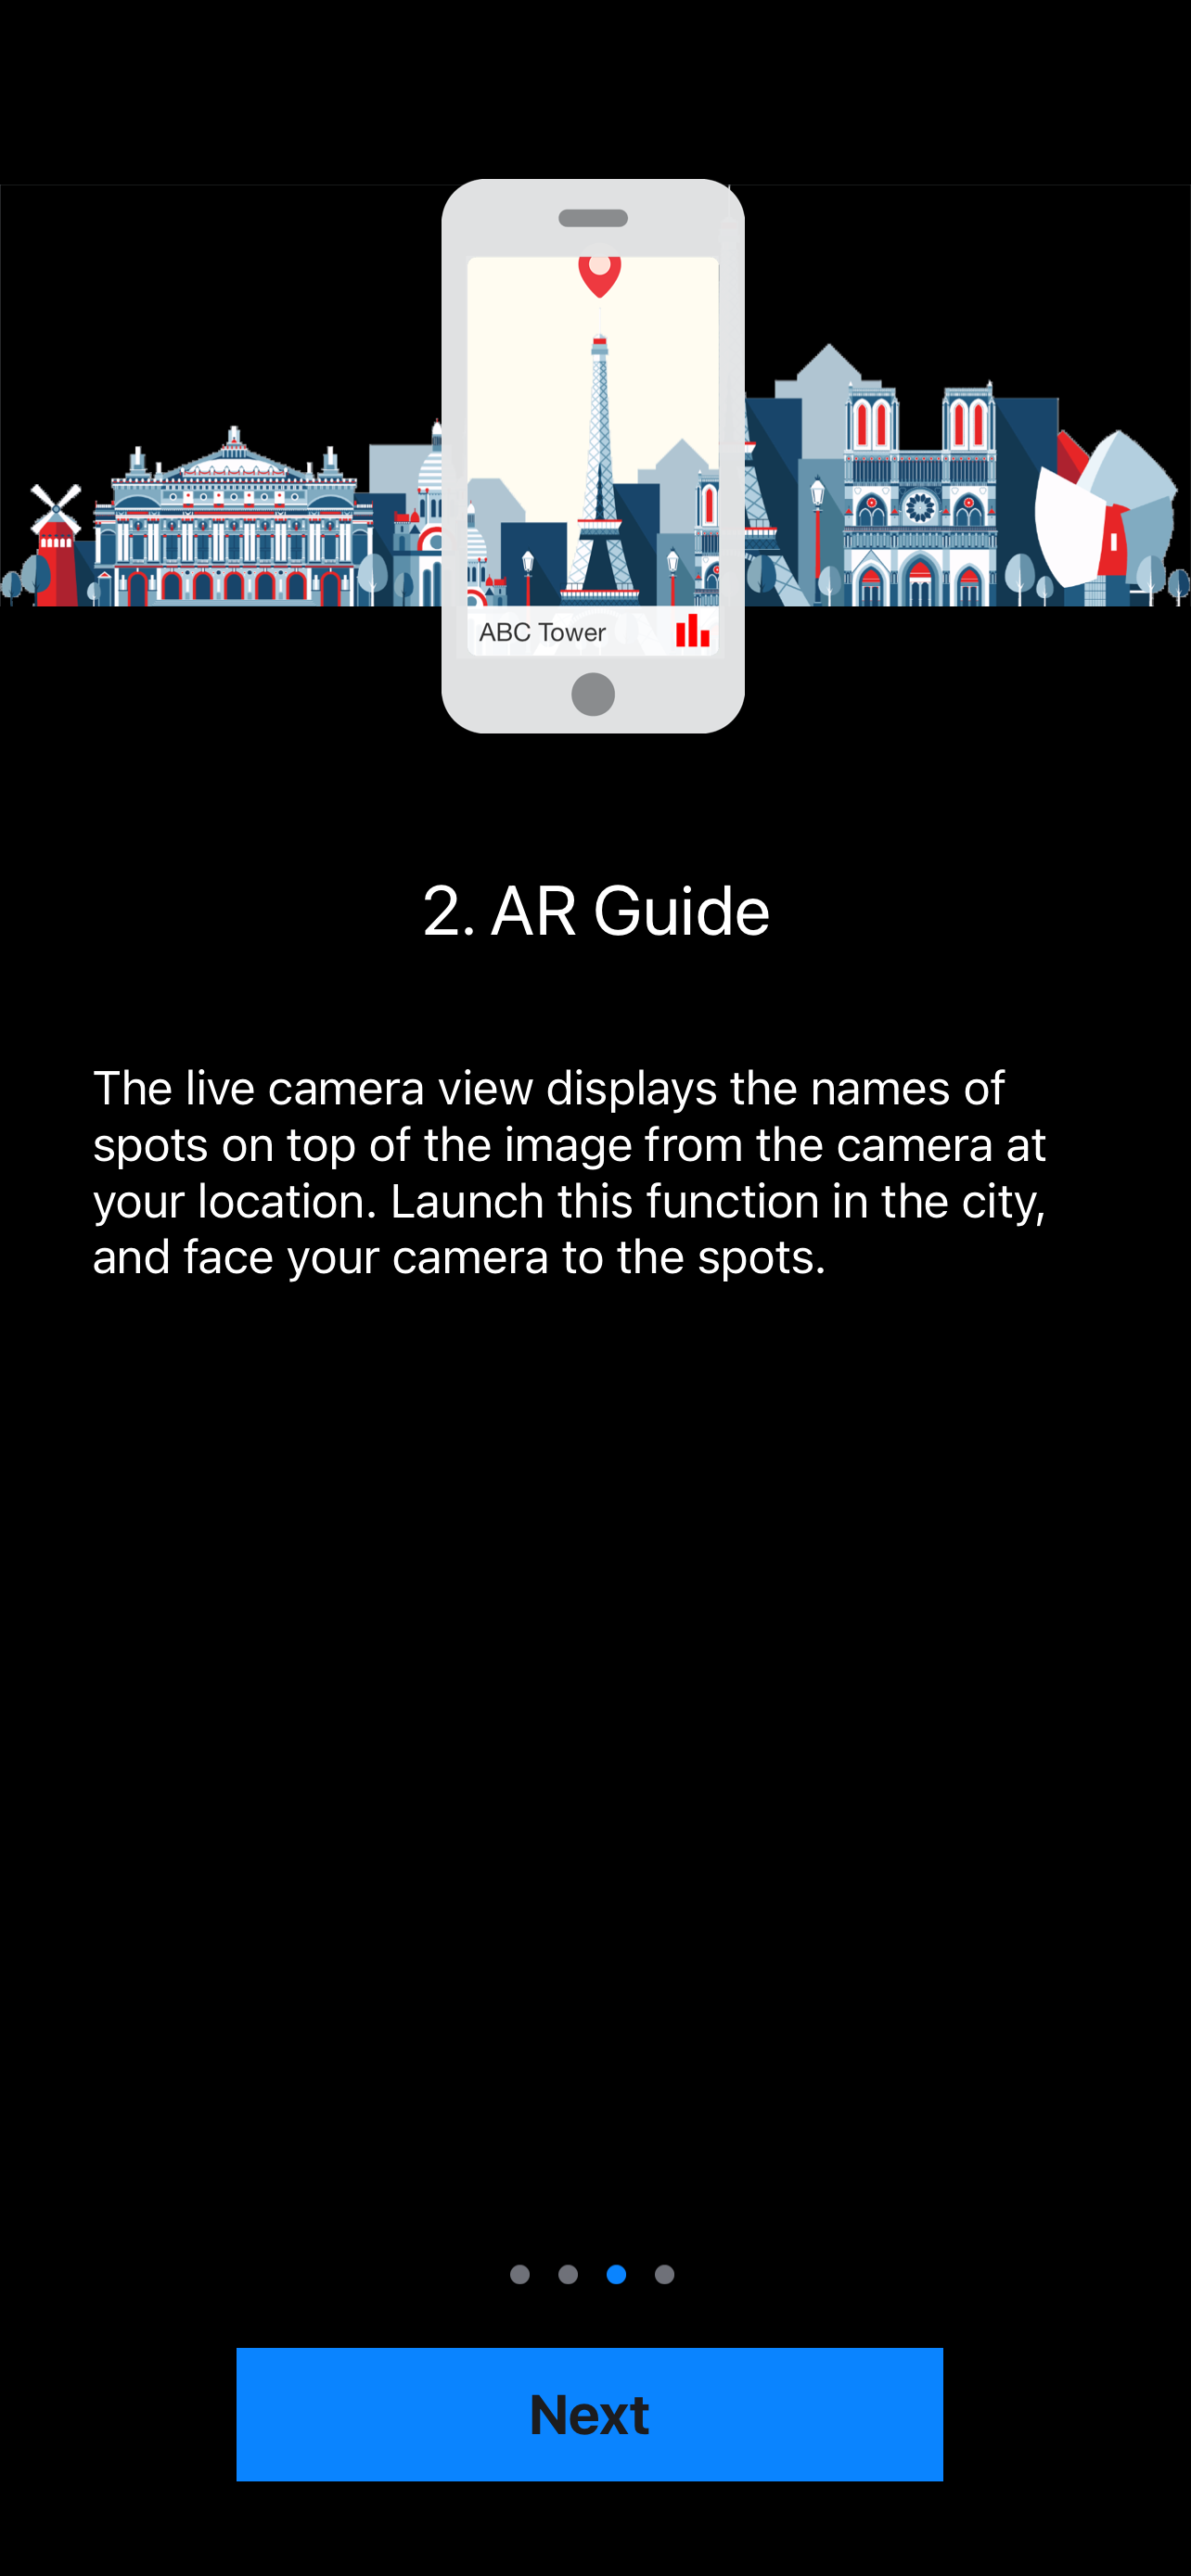 ABC Tower
2. AR Guide
The live camera view displays the names of
spots on top of the image from the camera at
your location. Launch this function in the city,
and face your camera to the spots.
Next